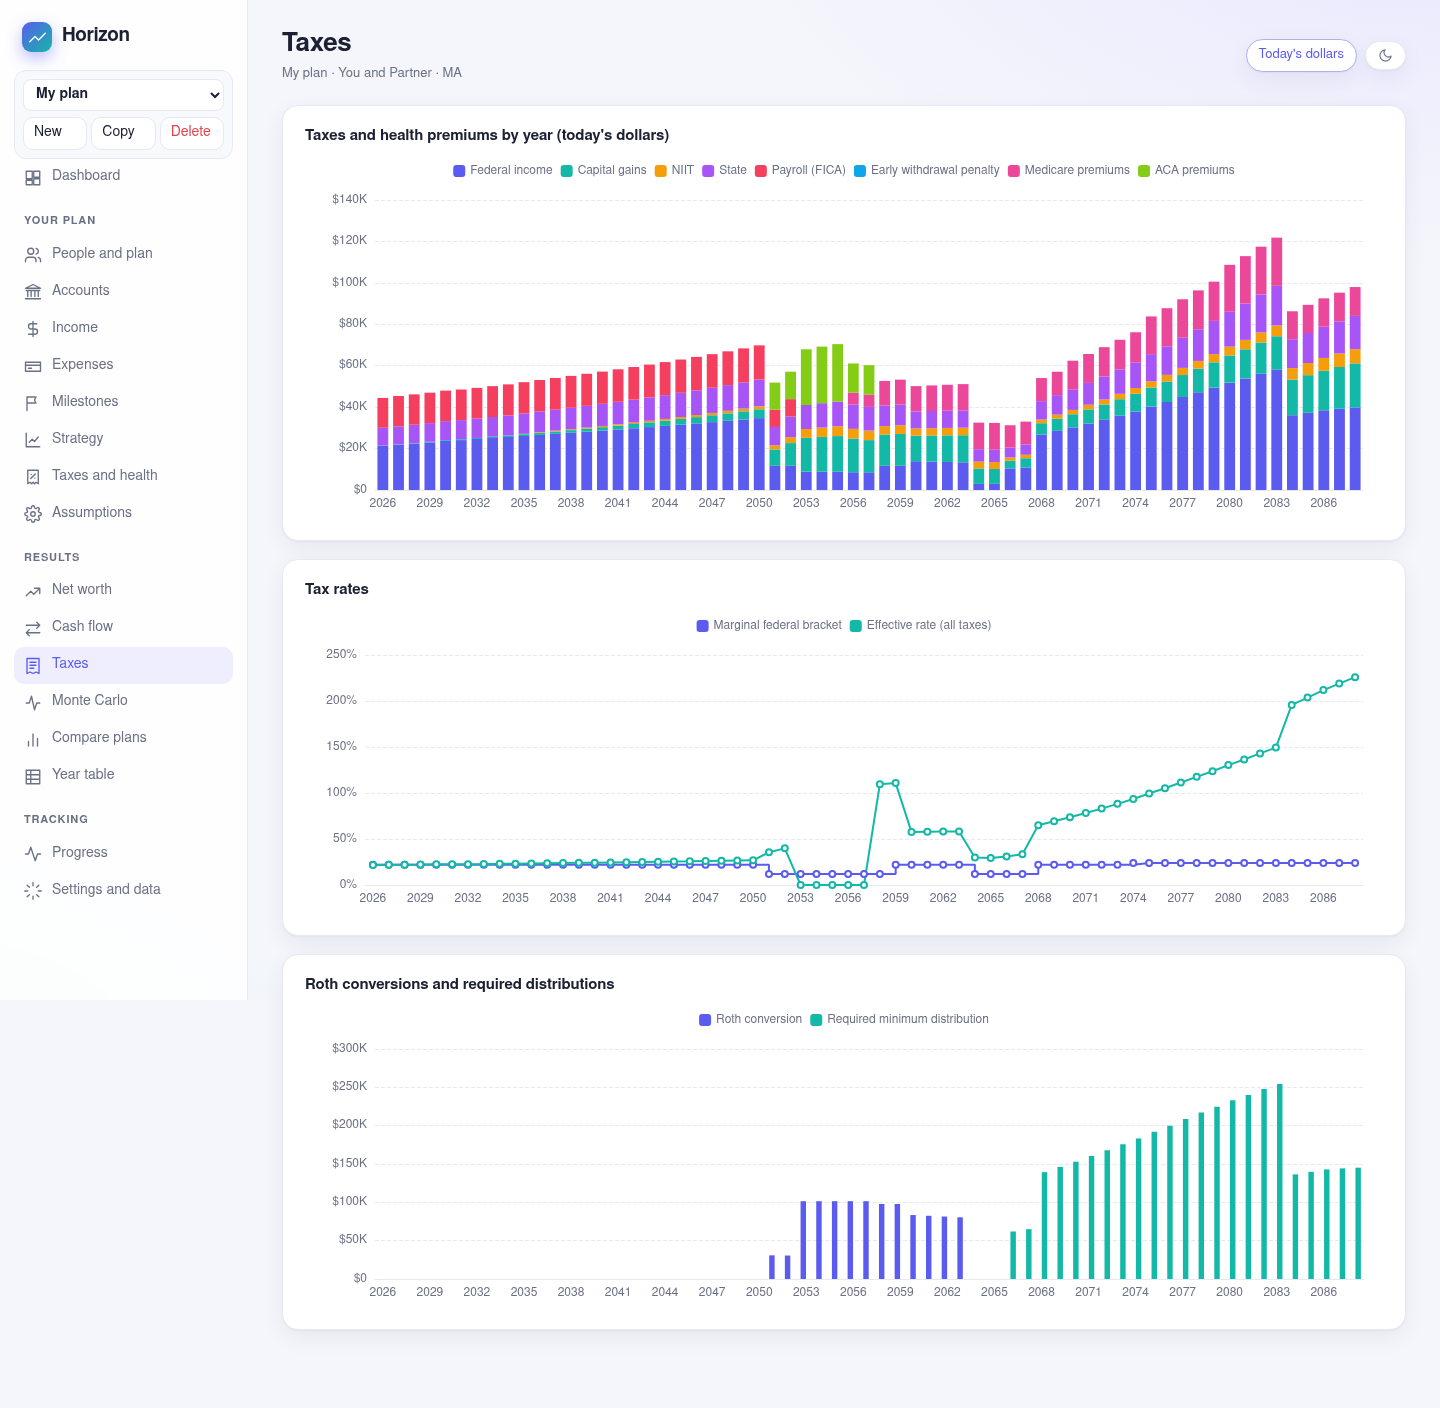 Horizon
My plan
New
Copy
Delete
Dashboard
YOUR PLAN
People and plan
Accounts
Income
Expenses
Milestones
Strategy
Taxes and health
Assumptions
RESULTS
Net worth
Cash flow
Taxes
Monte Carlo
Compare plans
Year table
TRACKING
Progress
Settings and data
Taxes
My plan · You and Partner · MA
Today's dollars
Taxes and health premiums by year (today's dollars)
Federal income Capital gains NIIT State Payroll (FICA) Early withdrawal penalty Medicare premiums ACA premiums
$140K
$120K
$100K
$80K
$60K
$40K
$20K
$0
2026 2029 2032 2035 2038 2041 2044 2047 2050 2053 2056 2059 2062 2065 2068 2071 2074 2077 2080 2083 2086
Tax rates
Marginal federal bracket Effective rate (all taxes)
250%
200%
150%
100%
50%
0%
2026 2029 2032 2035 2038 2041 2044 2047 2050 2053 2056 2059 2062 2065 2068 2071 2074 2077 2080 2083 2086
Roth conversions and required distributions
Roth conversion Required minimum distribution
$300K
$250K
$200K
$150K
$100K
$50K
$0
2026 2029 2032 2035 2038 2041 2044 2047 2050 2053 2056 2059 2062 2065 2068 2071 2074 2077 2080 2083 2086